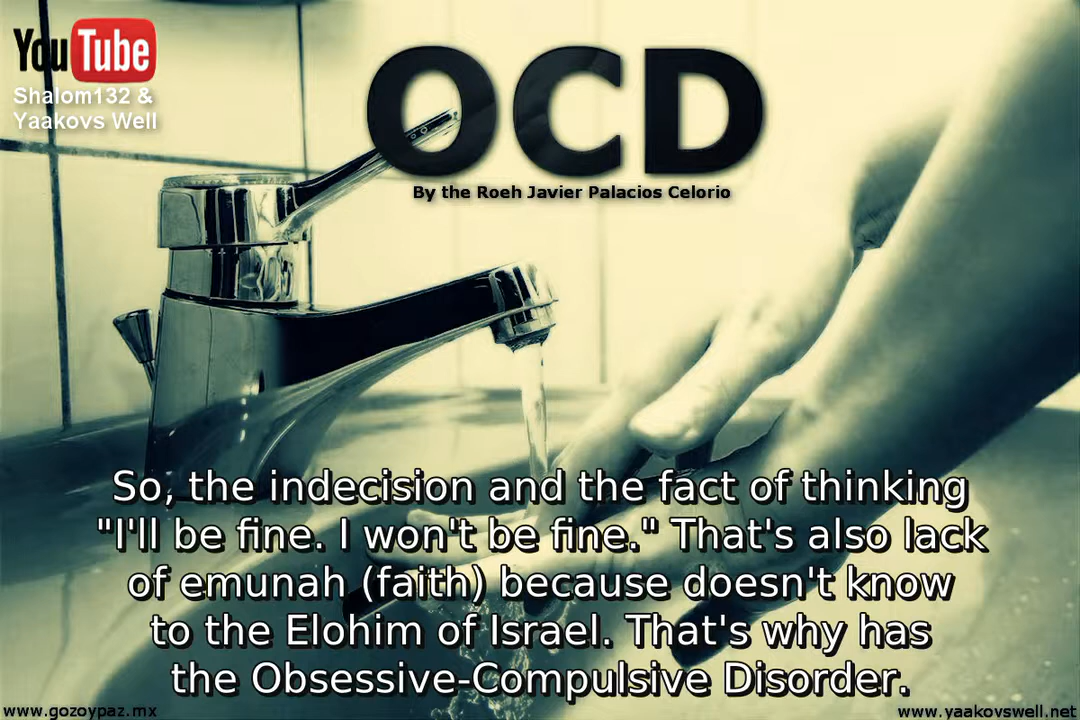 YouTube
Shalom132 &
Yaakovs Well
OCD
By the Roeh Javier Palacios Celorio
So, the indecision and the fact of thinking
"I'll be fine. I won't be fine." That's also lack
of emunah (faith) because doesn't know
to the Elohim of Israel. That's why has
the Obsessive-Compulsive Disorder.
www.gozoypaz.mx
www.yaakovswell.net